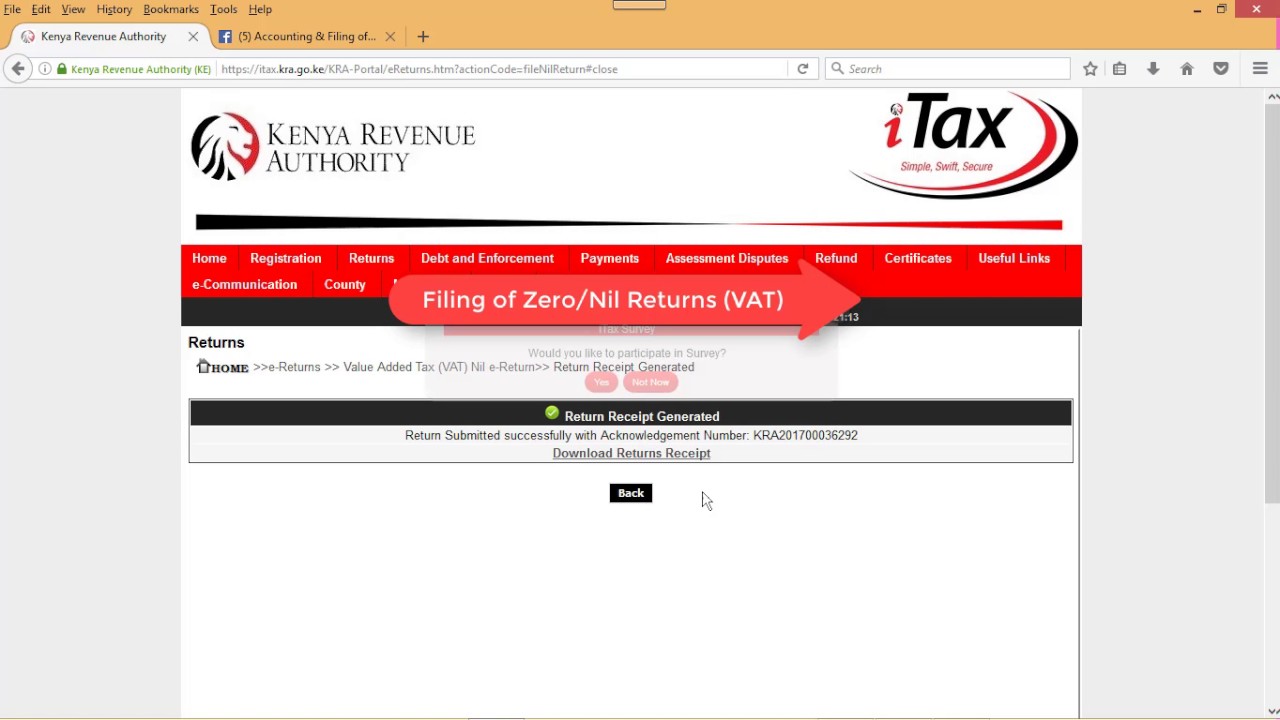 File Edit View History Bookmarks Tools Help
Kenya Revenue Authority
(5) Accounting & Filing of...
Kenya Revenue Authority (KE)
https://itax.kra.go.ke/KRA-Portal/eReturns.htm?actionCode=fileNilReturn#close
Search
KENYA REVENUE
AUTHORITY
iTax
Simple, Swift, Secure
Home Registration Returns Debt and Enforcement Payments Assessment Disputes Refund Certificates Useful Links
e-Communication County
Filing of Zero/Nil Returns (VAT)
:13
iTax Survey
Returns
Would you like to participate in Survey?
HOME >>e-Returns >> Value Added Tax (VAT) Nil e-Return>> Return Receipt Generated
Yes Not Now
Return Receipt Generated
Return Submitted successfully with Acknowledgement Number: KRA201700036292
Download Returns Receipt
Back